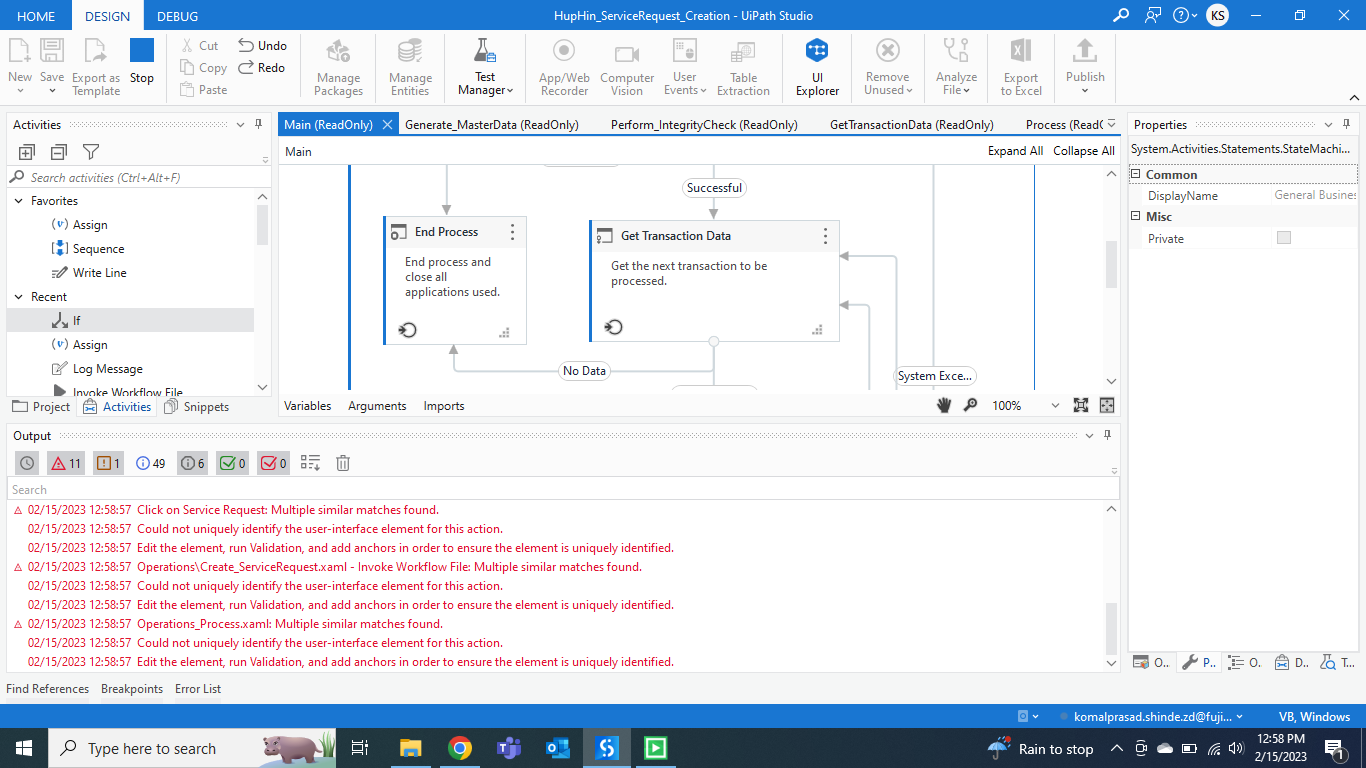 HOME DESIGN DEBUG HupHin_ServiceRequest_Creation - UiPath Studio KS
New Save Export as Template Stop
Cut Undo
Copy Redo
Paste
Manage Packages
Manage Entities
Test Manager
App/Web Recorder
Computer Vision
User Events
Table Extraction
UI Explorer
Remove Unused
Analyze File
Export to Excel
Publish
Activities
Search activities (Ctrl+Alt+F)
Favorites
Assign
Sequence
Write Line
Recent
If
Assign
Log Message
Invoke Workflow File
Project Activities Snippets
Main (ReadOnly) Generate_MasterData (ReadOnly) Perform_IntegrityCheck (ReadOnly) GetTransactionData (ReadOnly) Process (ReadO
Main Expand All Collapse All
Successful
End Process
End process and
close all
applications used.
Get Transaction Data
Get the next transaction to be
processed.
No Data
System Exce...
Variables Arguments Imports 100%
Properties
System.Activities.Statements.StateMachi...
Common
DisplayName General Busines
Misc
Private
Output
11 1 49 6 0 0
Search
02/15/2023 12:58:57 Click on Service Request: Multiple similar matches found.
02/15/2023 12:58:57 Could not uniquely identify the user-interface element for this action.
02/15/2023 12:58:57 Edit the element, run Validation, and add anchors in order to ensure the element is uniquely identified.
02/15/2023 12:58:57 Operations\Create_ServiceRequest.xaml - Invoke Workflow File: Multiple similar matches found.
02/15/2023 12:58:57 Could not uniquely identify the user-interface element for this action.
02/15/2023 12:58:57 Edit the element, run Validation, and add anchors in order to ensure the element is uniquely identified.
02/15/2023 12:58:57 Operations_Process.xaml: Multiple similar matches found.
02/15/2023 12:58:57 Could not uniquely identify the user-interface element for this action.
02/15/2023 12:58:57 Edit the element, run Validation, and add anchors in order to ensure the element is uniquely identified.
O.. P.. O.. D.. T...
Find References Breakpoints Error List
komalprasad.shinde.zd@fuji... VB, Windows
Type here to search
Rain to stop
12:58 PM
2/15/2023
1